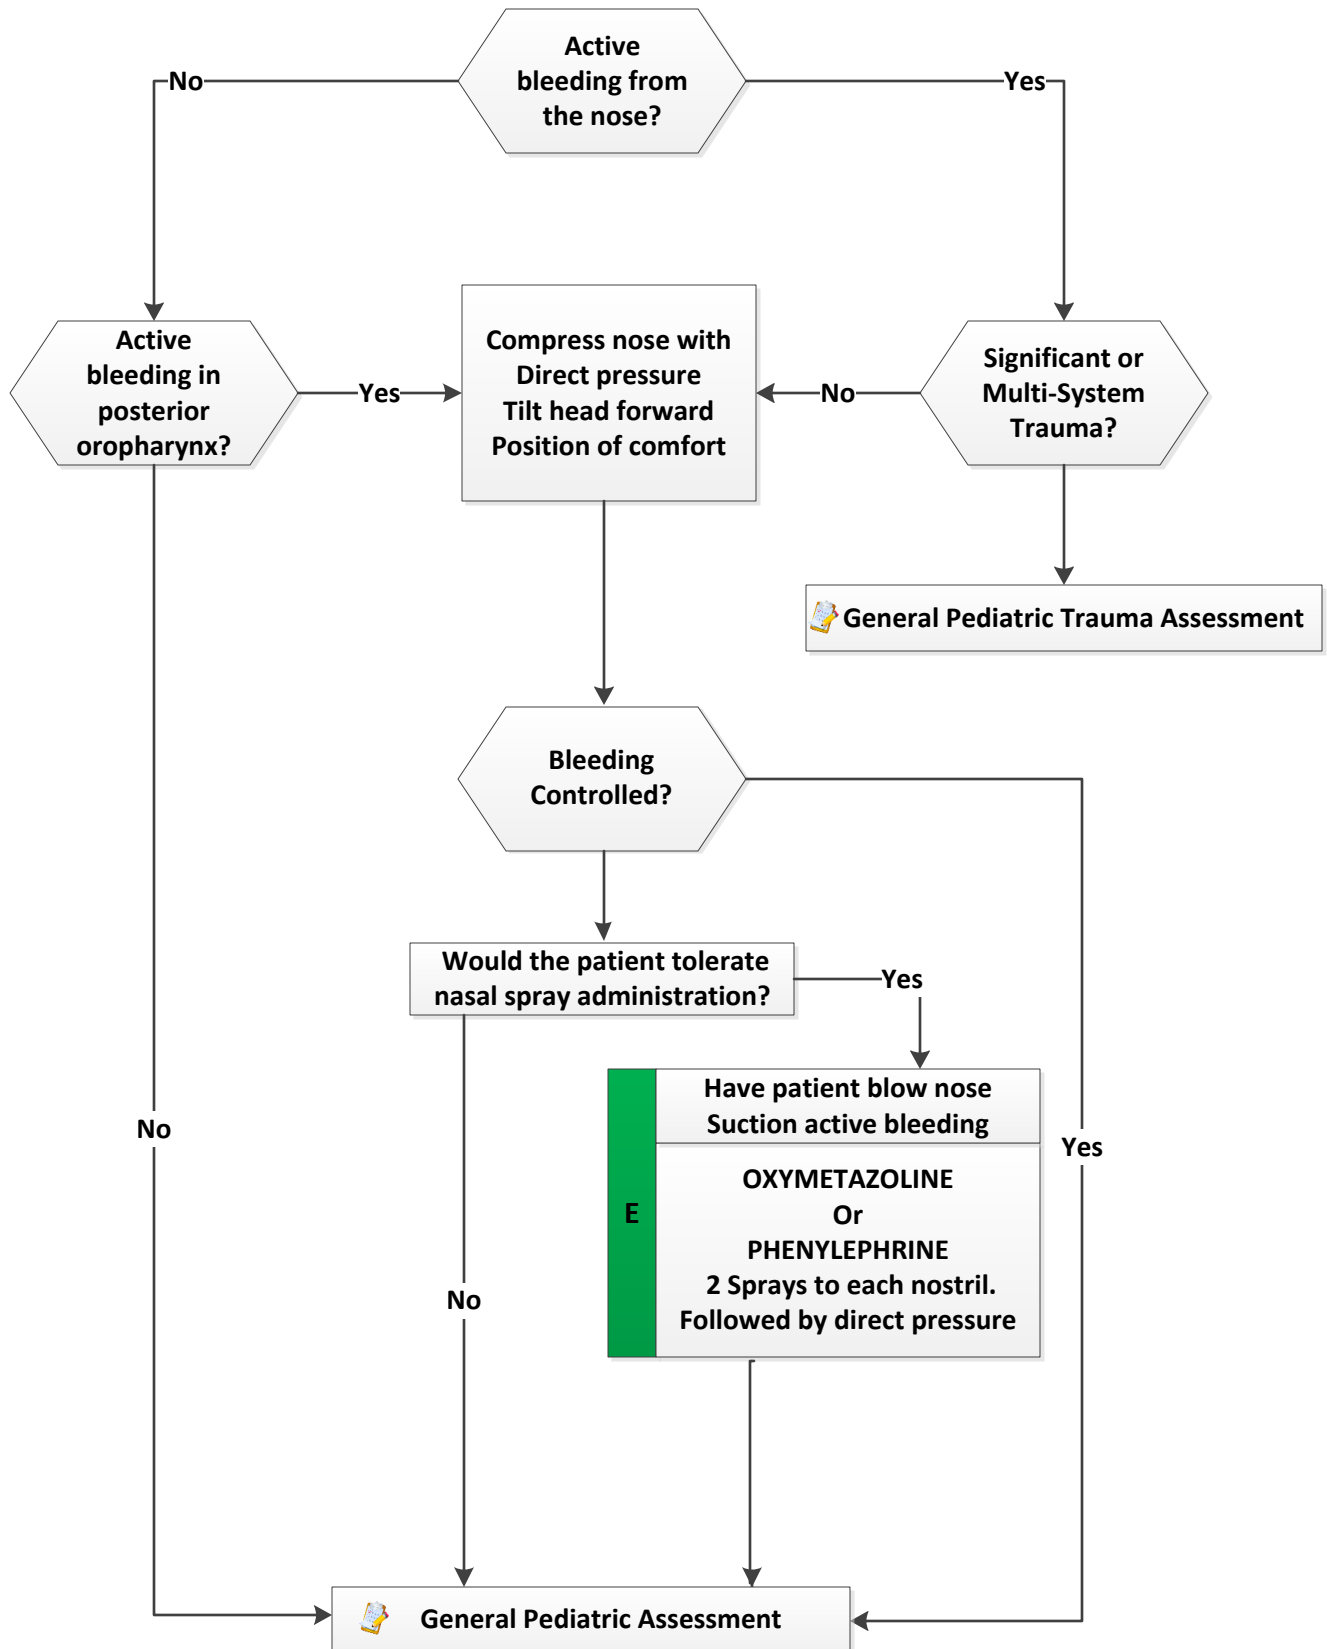 Active
bleeding from
the nose?
No
Yes
Active
bleeding in
posterior
oropharynx?
Yes
Compress nose with
Direct pressure
Tilt head forward
Position of comfort
No
Significant or
Multi-System
Trauma?
General Pediatric Trauma Assessment
Bleeding
Controlled?
Would the patient tolerate
nasal spray administration?
Yes
Have patient blow nose
Suction active bleeding
No
Yes
E
OXYMETAZOLINE
Or
PHENYLEPHRINE
2 Sprays to each nostril.
Followed by direct pressure
No
General Pediatric Assessment